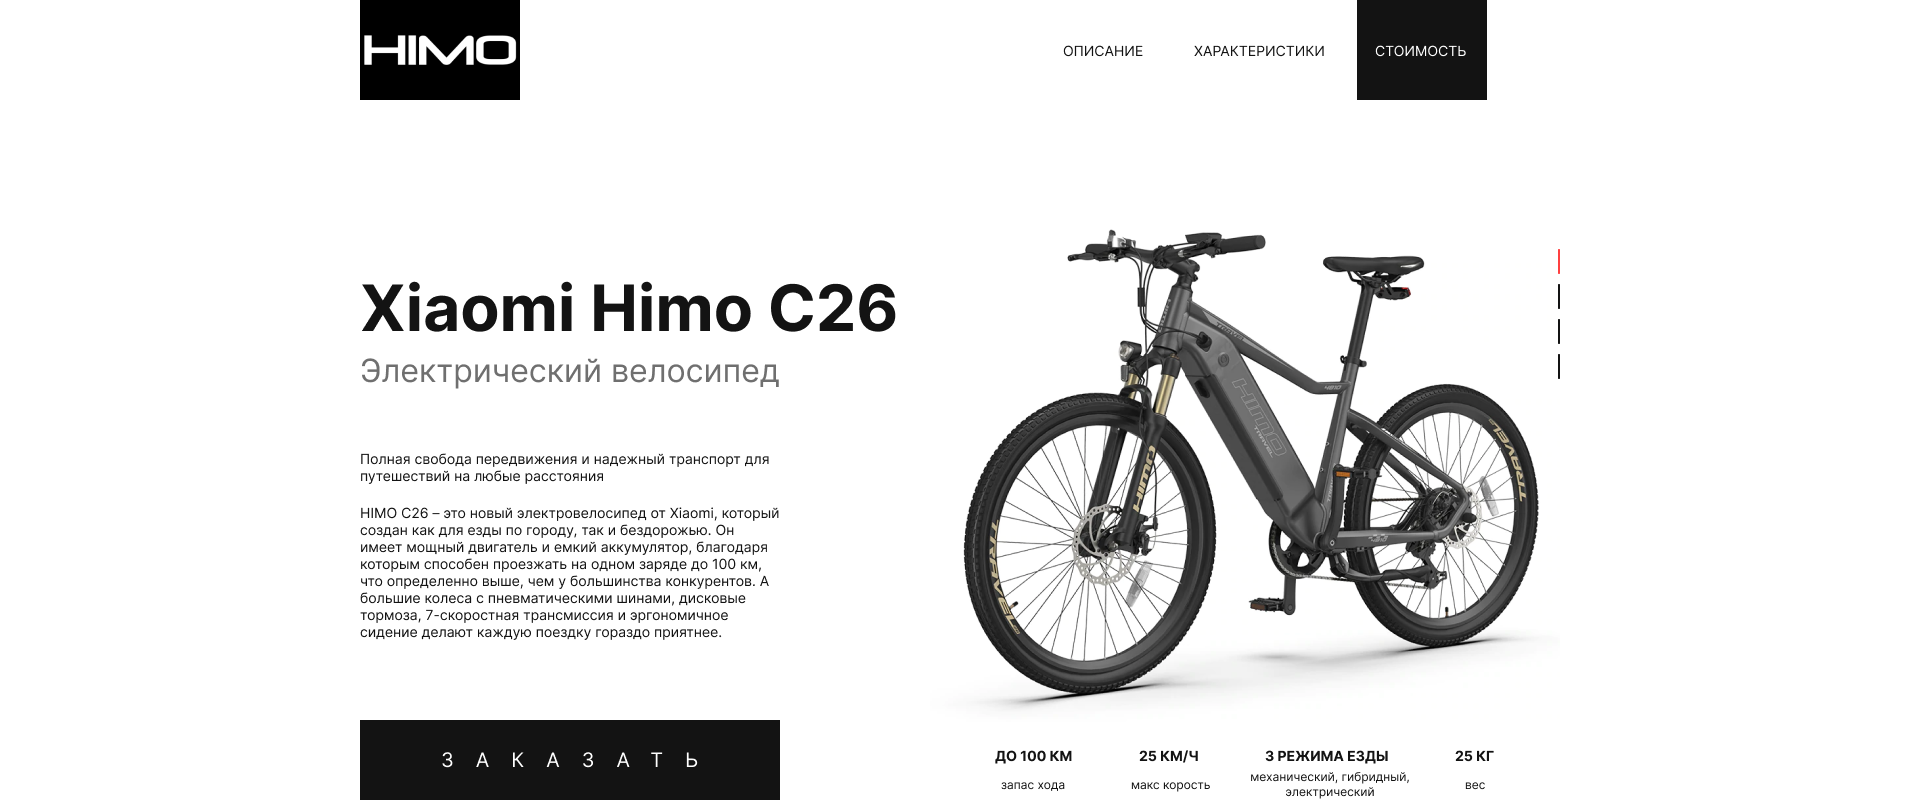 HIMO
ОПИСАНИЕ
ХАРАКТЕРИСТИКИ
СТОИМОСТЬ
Xiaomi Himo C26
Электрический велосипед
Полная свобода передвижения и надежный транспорт для
путешествий на любые расстояния
HIMO C26 – это новый электровелосипед от Xiaomi, который
создан как для езды по городу, так и бездорожью. Он
имеет мощный двигатель и емкий аккумулятор, благодаря
которым способен проезжать на одном заряде до 100 км,
что определенно выше, чем у большинства конкурентов. А
большие колеса с пневматическими шинами, дисковые
тормоза, 7-скоростная трансмиссия и эргономичное
сидение делают каждую поездку гораздо приятнее.
ЗАКАЗАТЬ
HIMO
TRAVEL
TRAVEL
TRAVEL
ДО 100 КМ
запас хода
25 КМ/Ч
макс корость
3 РЕЖИМА ЕЗДЫ
механический, гибридный,
электрический
25 КГ
вес